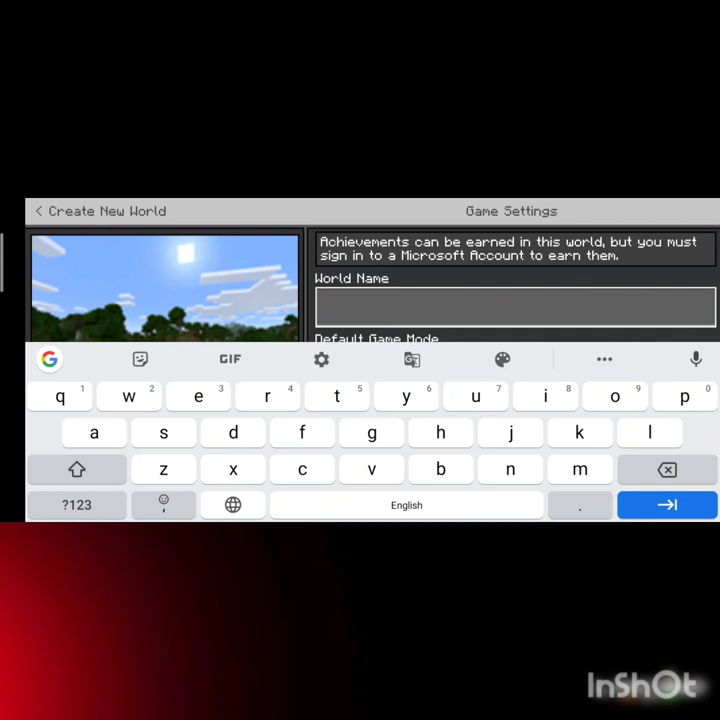 < Create New World
Game Settings
Achievements can be earned in this world, but you must
sign in to a Microsoft Account to earn them.
World Name
Default Game Mode
G GIF
q 1 w 2 e 3 r 4 t 5 y 6 u 7 i 8 o 9 p 0
a s d f g h j k l
z x c v b n m
?123 , English .
InShOt